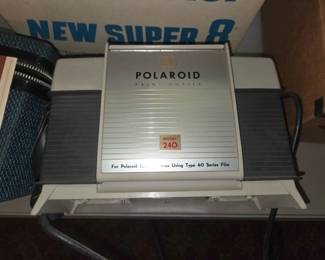 NEW SUPER 8
POLAROID
PRINT COPIER
MODEL
240
For Polaroid Using Type 40 Series Film